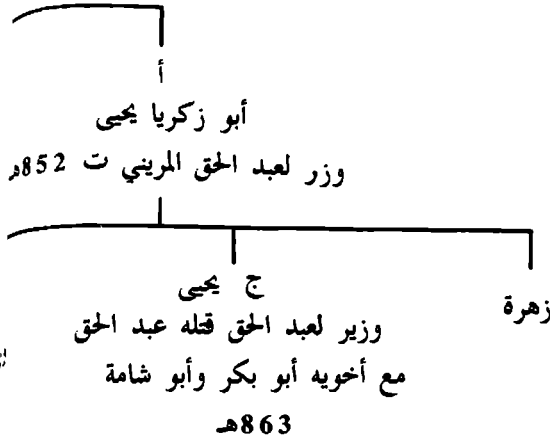 أ
أبو زكريا يحيى
وزر لعبد الحق المريني ت 852هـ
زهرة
ج يحيى
وزير لعبد الحق قتله عبد الحق
مع أخويه أبو بكر وأبو شامة
863هـ